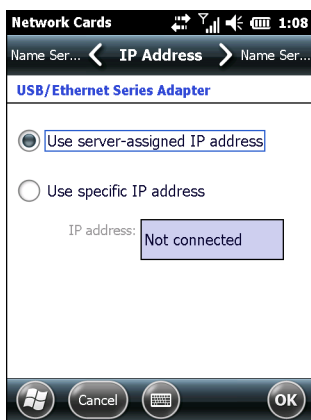 Network Cards 1:08
Name Ser... IP Address Name Ser...
USB/Ethernet Series Adapter
Use server-assigned IP address
Use specific IP address
IP address: Not connected
Cancel OK